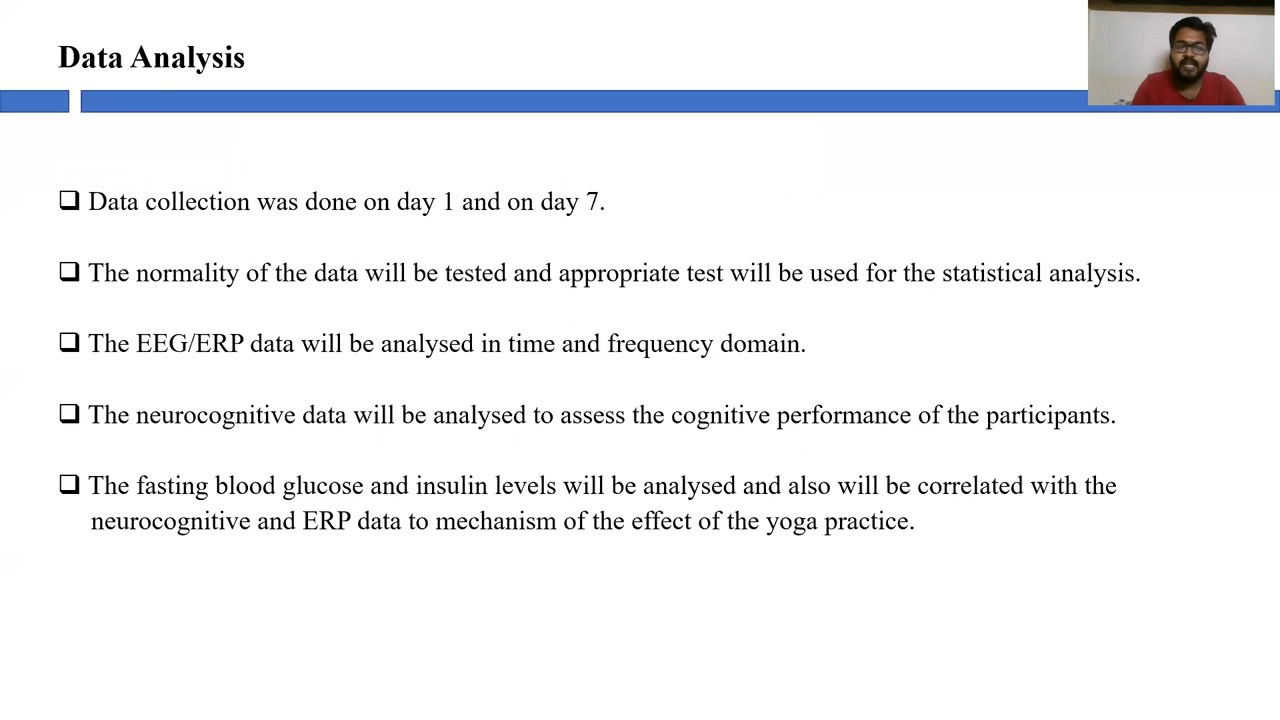 Data Analysis
❑ Data collection was done on day 1 and on day 7.
❑ The normality of the data will be tested and appropriate test will be used for the statistical analysis.
❑ The EEG/ERP data will be analysed in time and frequency domain.
❑ The neurocognitive data will be analysed to assess the cognitive performance of the participants.
❑ The fasting blood glucose and insulin levels will be analysed and also will be correlated with the
neurocognitive and ERP data to mechanism of the effect of the yoga practice.